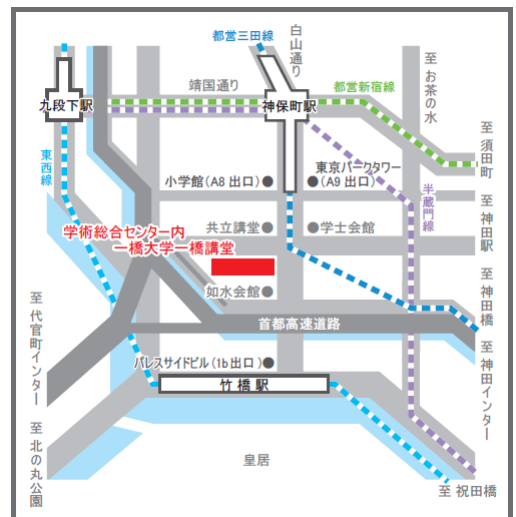 都営三田線
白山通り
靖国通り
都営新宿線
至 お茶の水
九段下駅
神保町駅
至 須田町
東西線
小学館(A8 出口)●
東京パークタワー
●(A9 出口)
半蔵門線
至 神田駅
共立講堂●
●学士会館
学術総合センター内
一橋大学一橋講堂
如水会館●
至 神田橋
至 代官町インター
首都高速道路
至 神田インター
パレスサイドビル(1b 出口)●
竹橋駅
至 北の丸公園
皇居
至 祝田橋